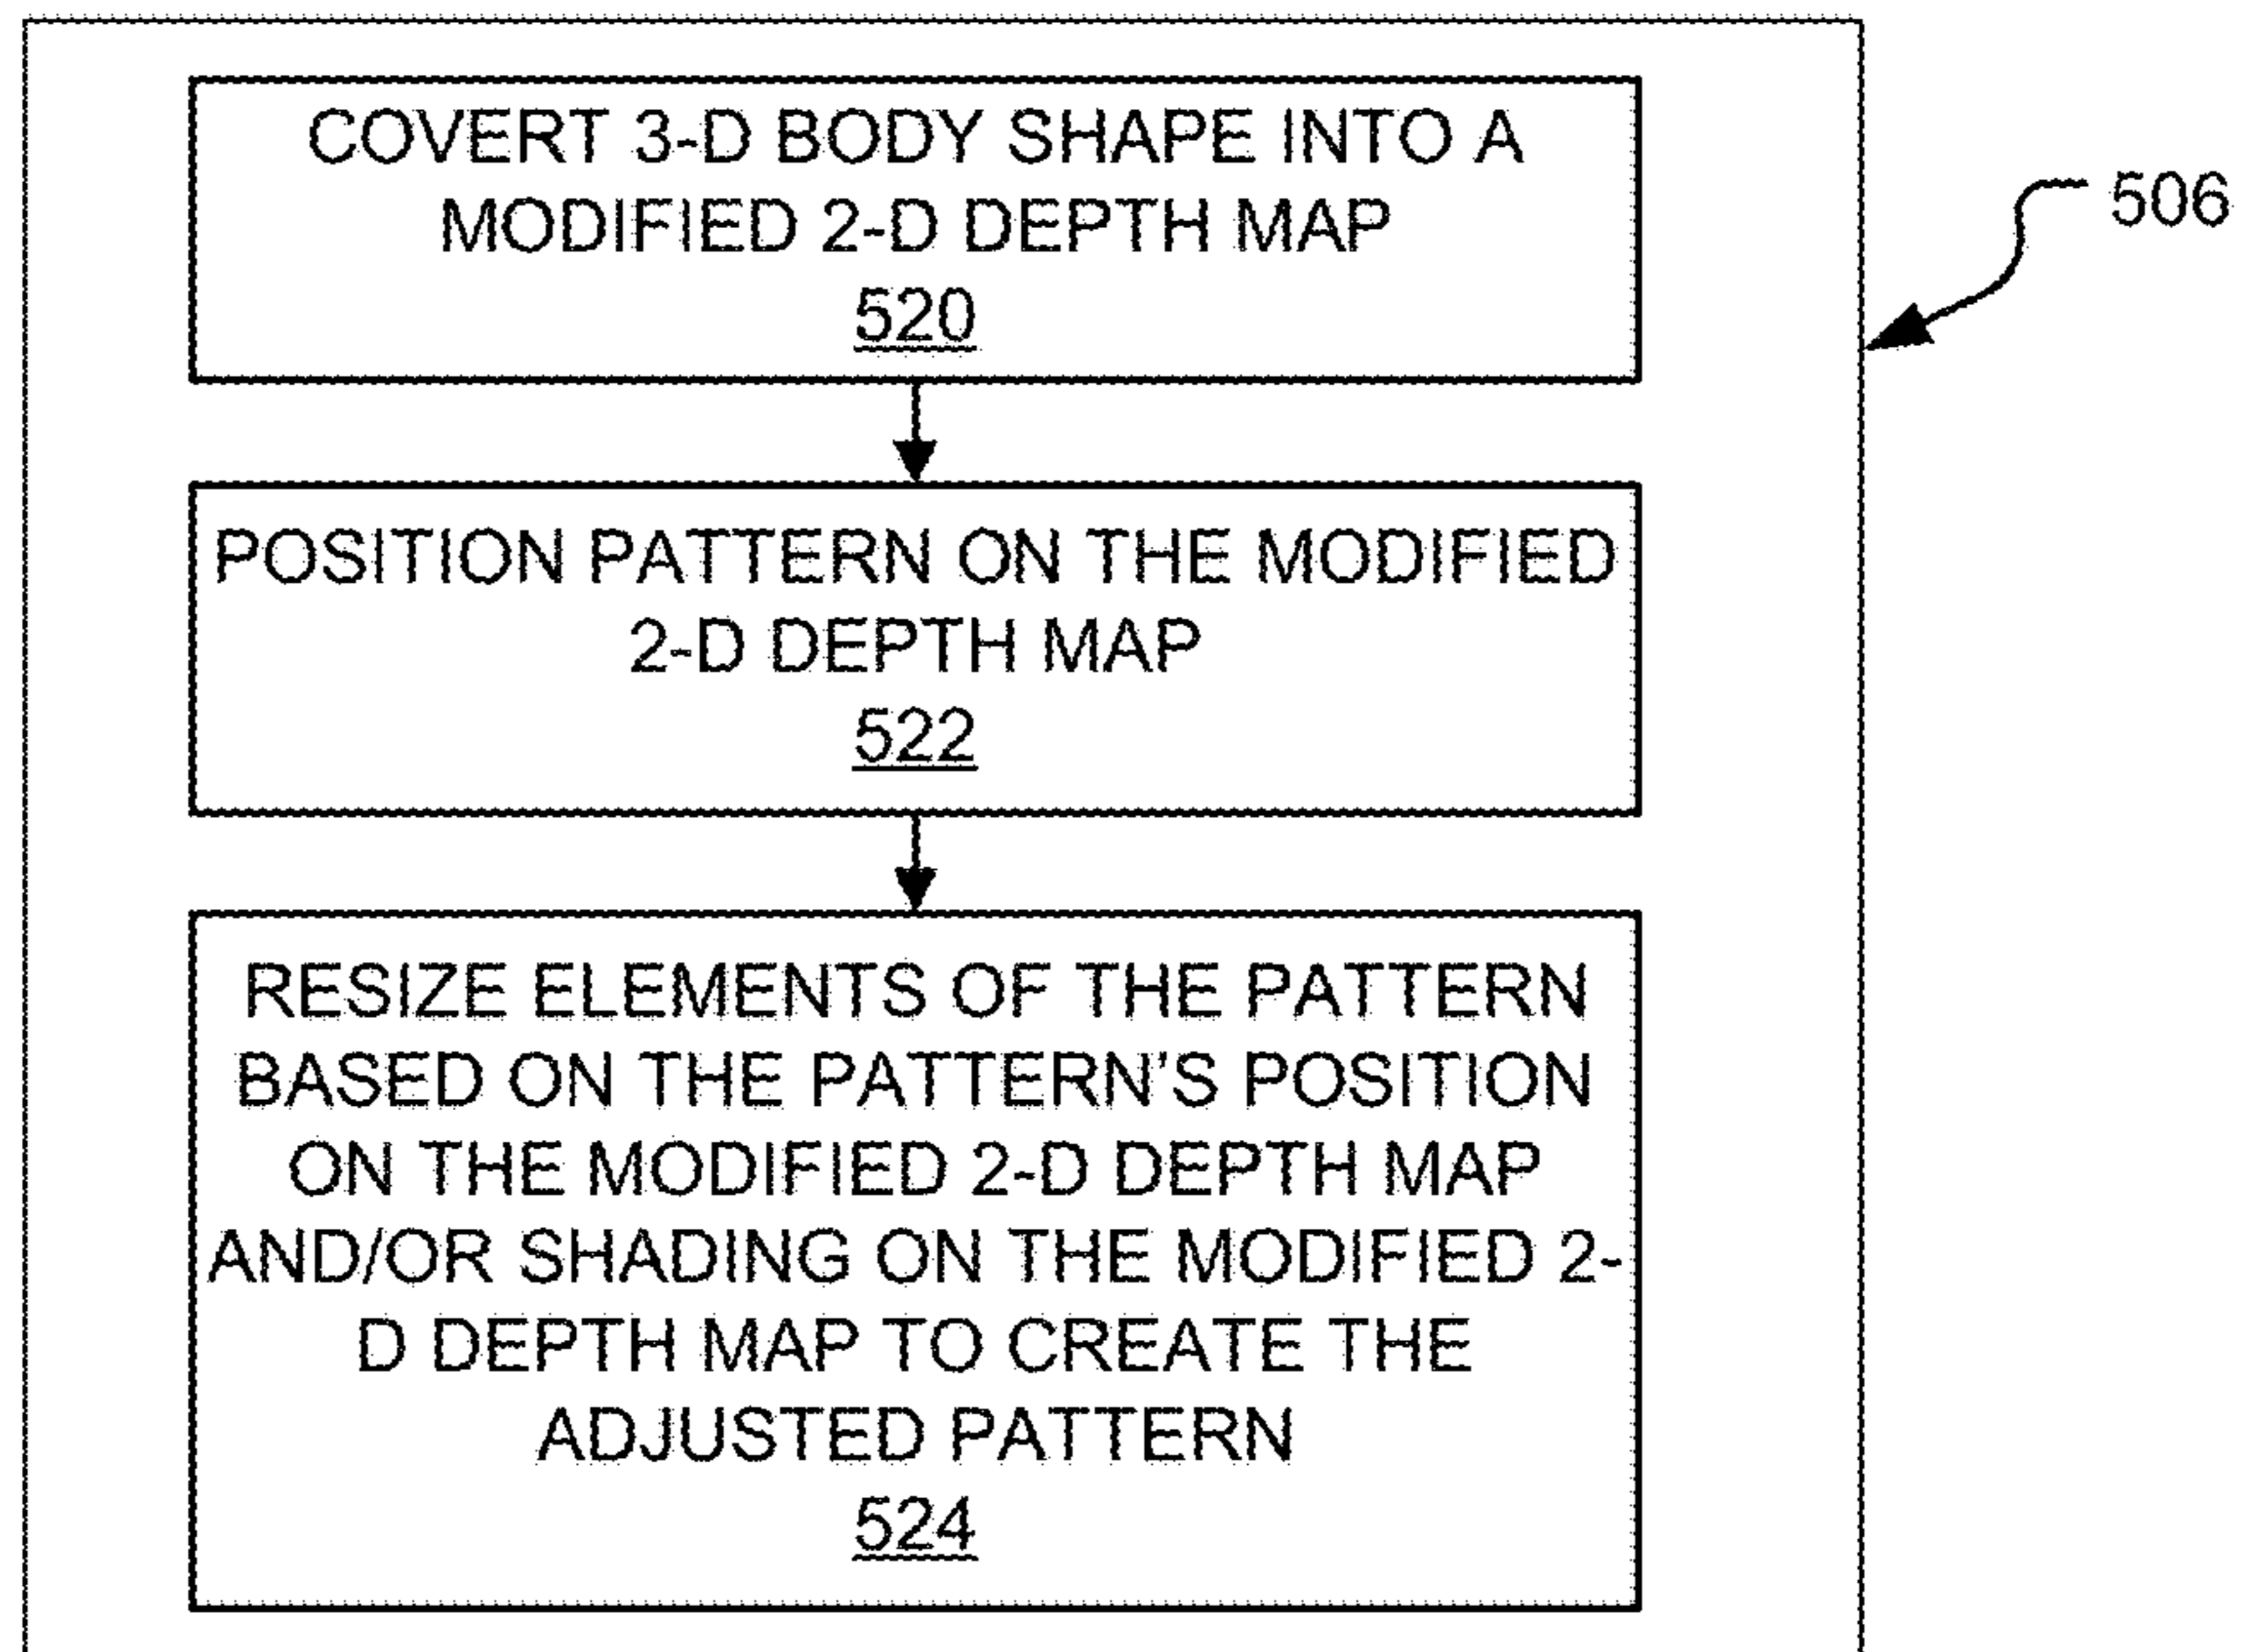 COVERT 3-D BODY SHAPE INTO A
MODIFIED 2-D DEPTH MAP
520
506
POSITION PATTERN ON THE MODIFIED
2-D DEPTH MAP
522
RESIZE ELEMENTS OF THE PATTERN
BASED ON THE PATTERN'S POSITION
ON THE MODIFIED 2-D DEPTH MAP
AND/OR SHADING ON THE MODIFIED 2-
D DEPTH MAP TO CREATE THE
ADJUSTED PATTERN
524